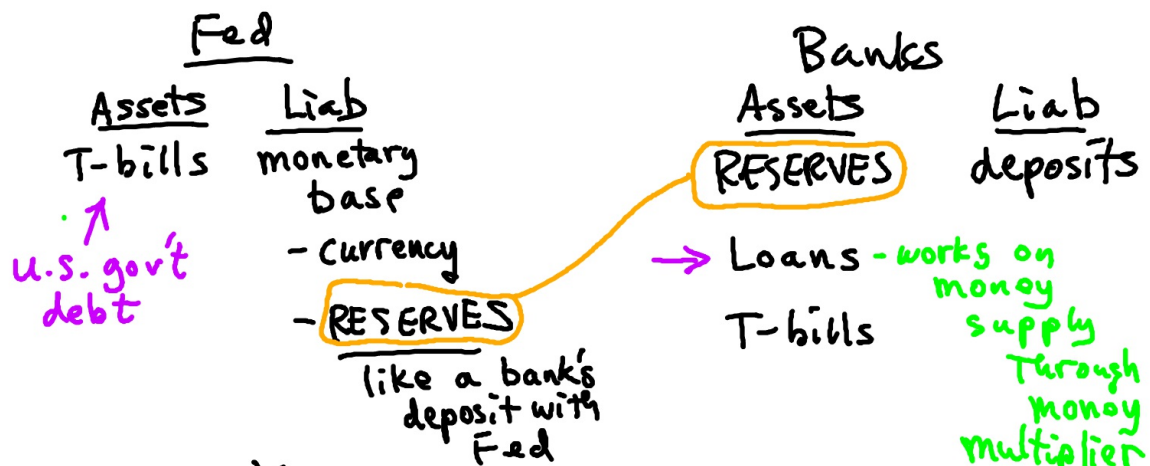 Fed
Assets Liab
T-bills monetary
base
- currency
- RESERVES
like a bank's
deposit with
Fed
u.s. gov't
debt
Banks
Assets Liab
RESERVES deposits
Loans - works on
money
supply
Through
money
multiplier
T-bills